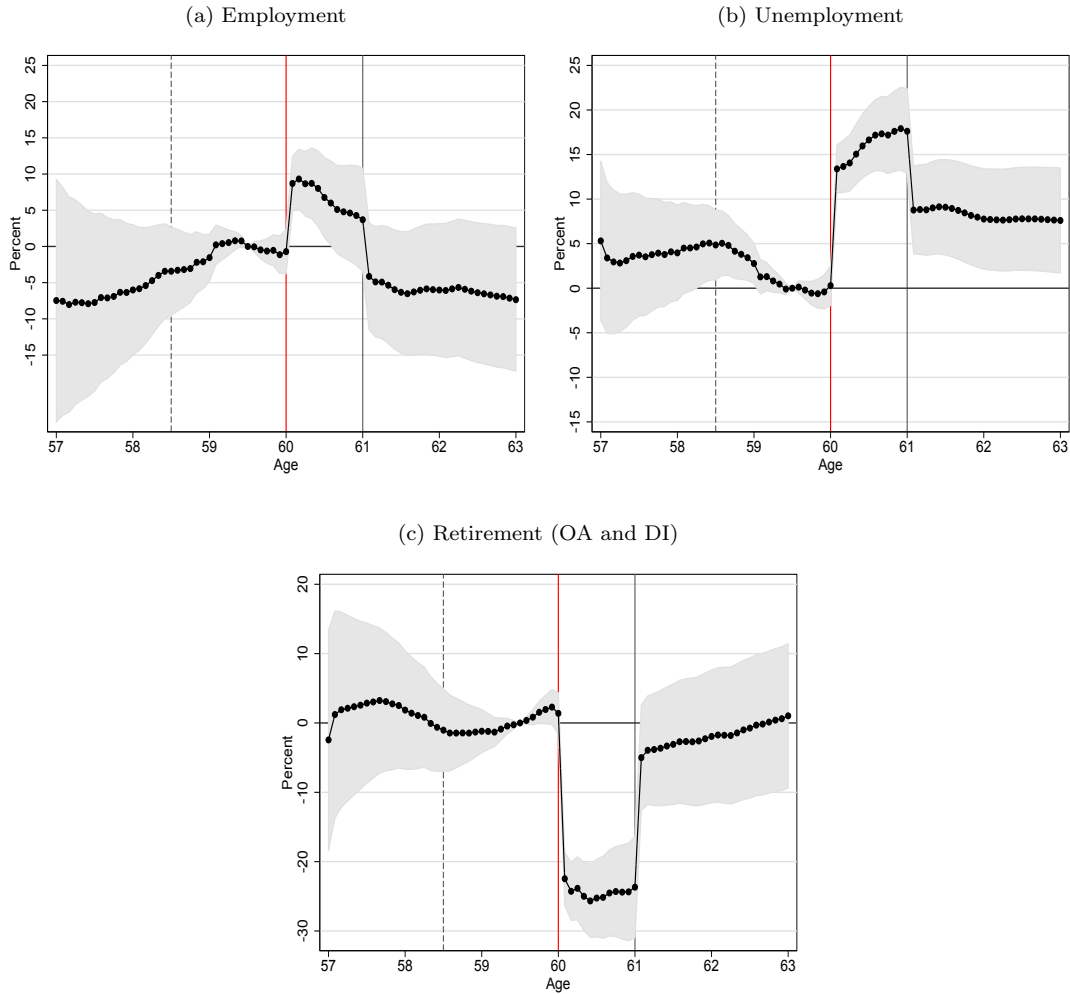 (a) Employment
25
20
15
10
5
0
-5
-10
-15
Percent
57 58 59 60 61 62 63
Age
(b) Unemployment
25
20
15
10
5
0
-5
-10
-15
Percent
57 58 59 60 61 62 63
Age
(c) Retirement (OA and DI)
20
10
0
-10
-20
-30
Percent
57 58 59 60 61 62 63
Age